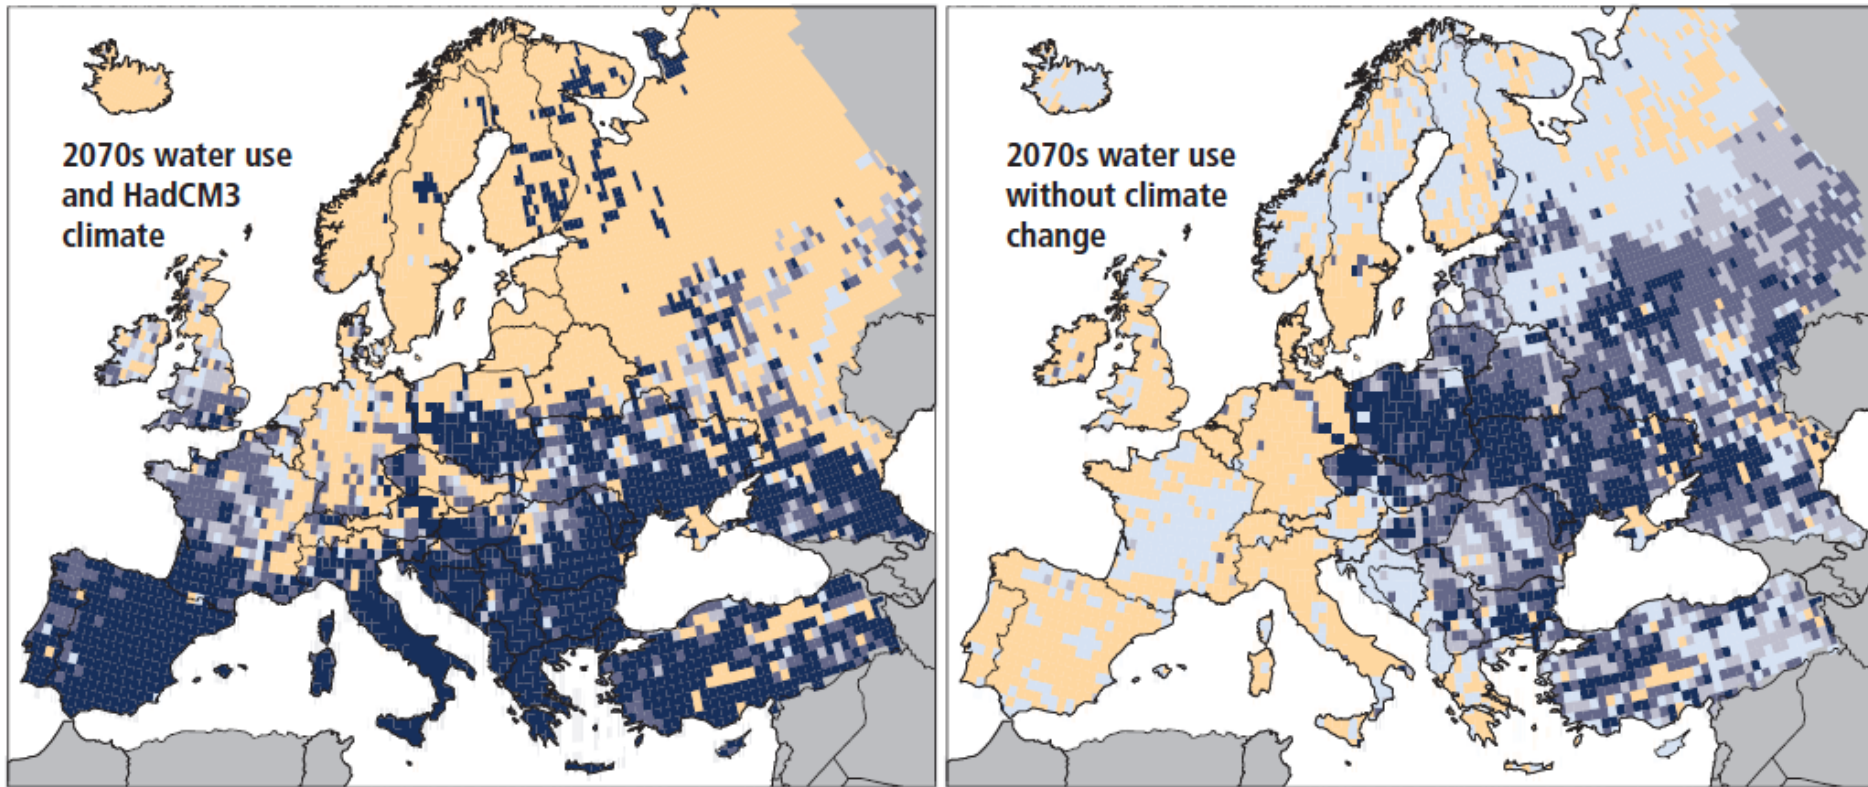 2070s water use
and HadCM3
climate
2070s water use
without climate
change